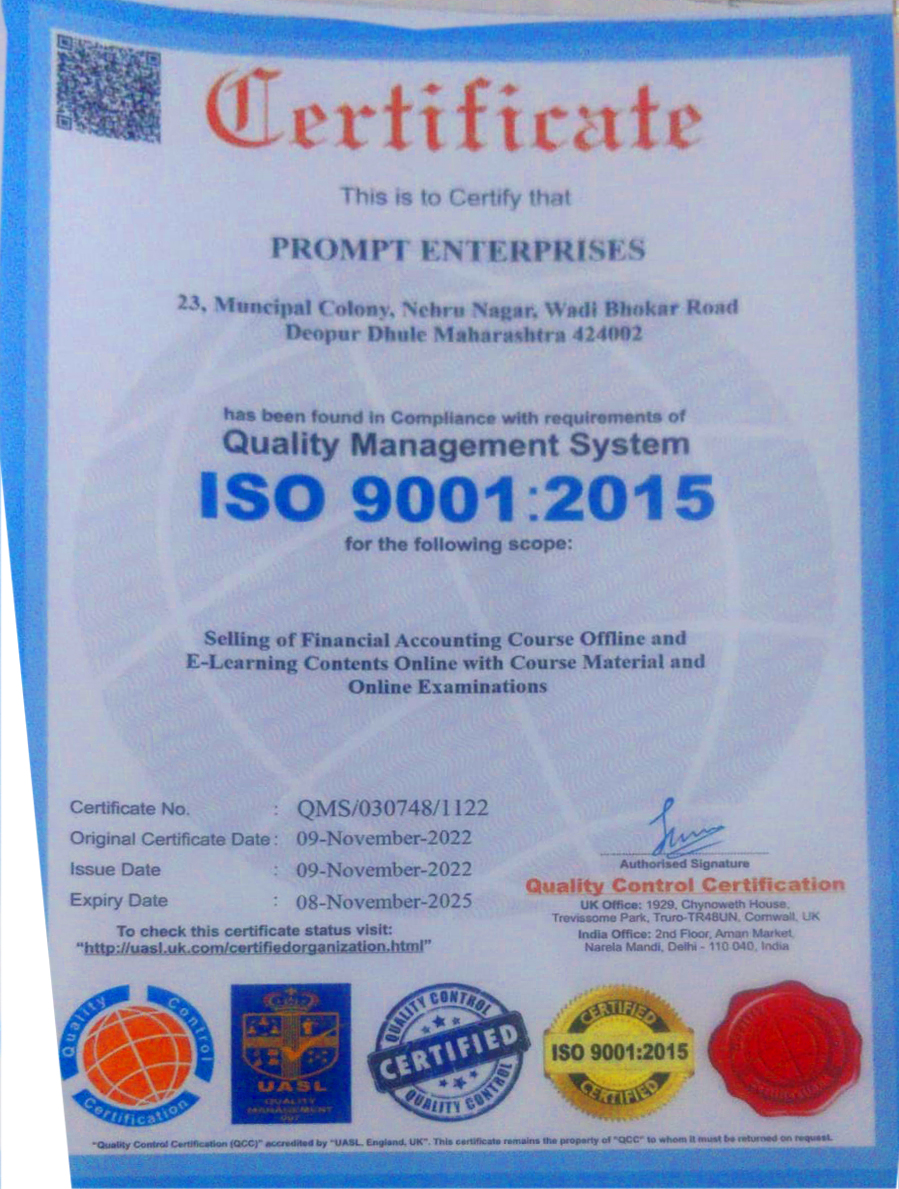 Certificate
This is to Certify that
PROMPT ENTERPRISES
23, Muncipal Colony, Nehru Nagar, Wadi Bhokar Road
Deopur Dhule Maharashtra 424002
has been found in Compliance with requirements of
Quality Management System
ISO 9001:2015
for the following scope:
Selling of Financial Accounting Course Offline and
E-Learning Contents Online with Course Material and
Online Examinations
Certificate No. : QMS/030748/1122
Original Certificate Date : 09-November-2022
Issue Date : 09-November-2022
Expiry Date : 08-November-2025
To check this certificate status visit:
"http://uasl.uk.com/certifiedorganization.html"
Authorised Signature
Quality Control Certification
UK Office: 1929, Chynoweth House,
Trevissome Park, Truro-TR48UN, Cornwall, UK
India Office: 2nd Floor, Aman Market,
Narela Mandi, Delhi - 110 040, India
Quality Control
Certification
UASL
QUALITY
MANAGEMENT
QUALITY CONTROL
CERTIFIED
QUALITY CONTROL
CERTIFIED
ISO 9001:2015
CERTIFIED
"Quality Control Certification (QCC)" accredited by "UASL, England, UK". This certificate remains the property of "QCC" to whom it must be returned on request.